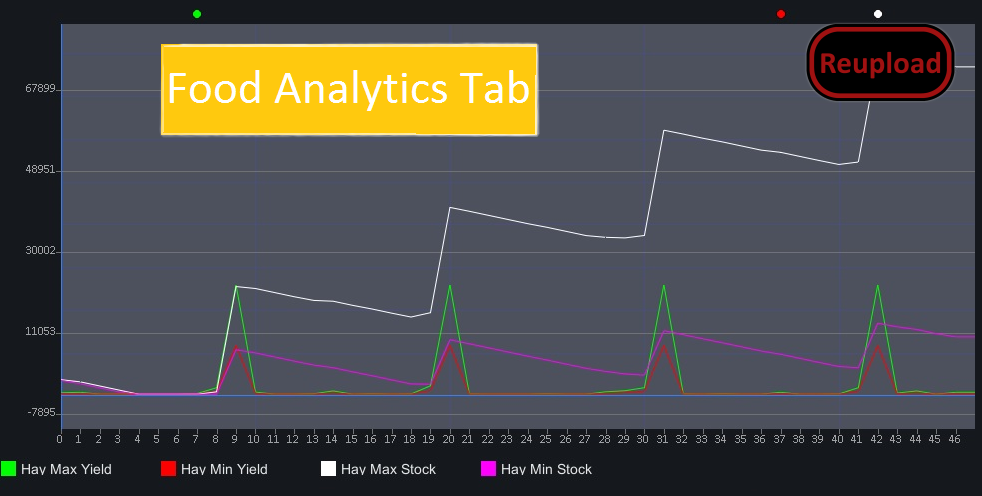 Food Analytics Tab
Reupload
67899
48951
30002
11053
-7895
0 1 2 3 4 5 6 7 8 9 10 11 12 13 14 15 16 17 18 19 20 21 22 23 24 25 26 27 28 29 30 31 32 33 34 35 36 37 38 39 40 41 42 43 44 45 46
Hay Max Yield Hay Min Yield Hay Max Stock Hay Min Stock